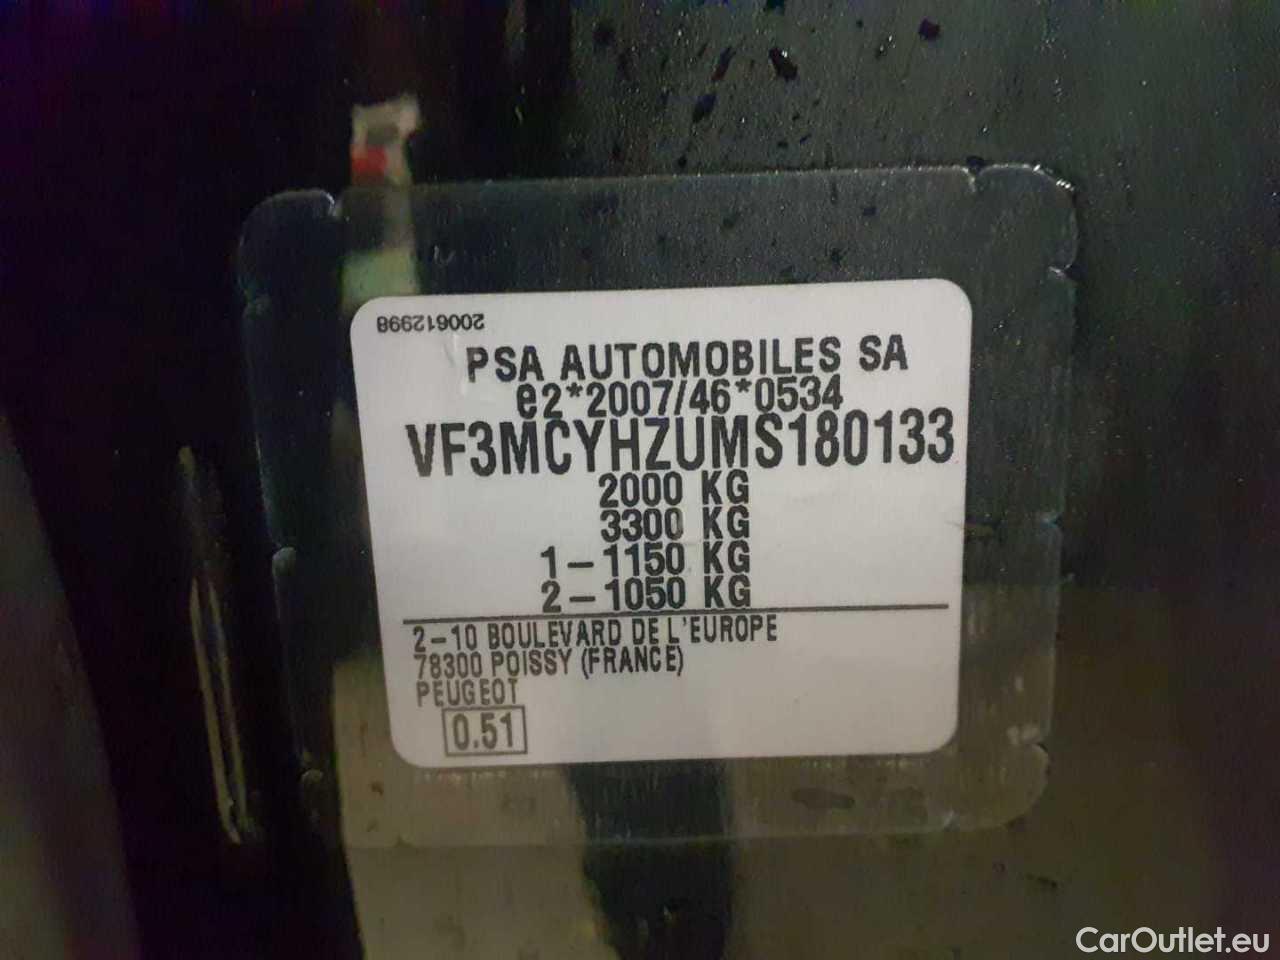 200612998
PSA AUTOMOBILES SA
e2*2007/46*0534
VF3MCYHZUMS180133
2000 KG
3300 KG
1-1150 KG
2-1050 KG
2-10 BOULEVARD DE L'EUROPE
78300 POISSY (FRANCE)
PEUGEOT
0.51
CarOutlet.eu